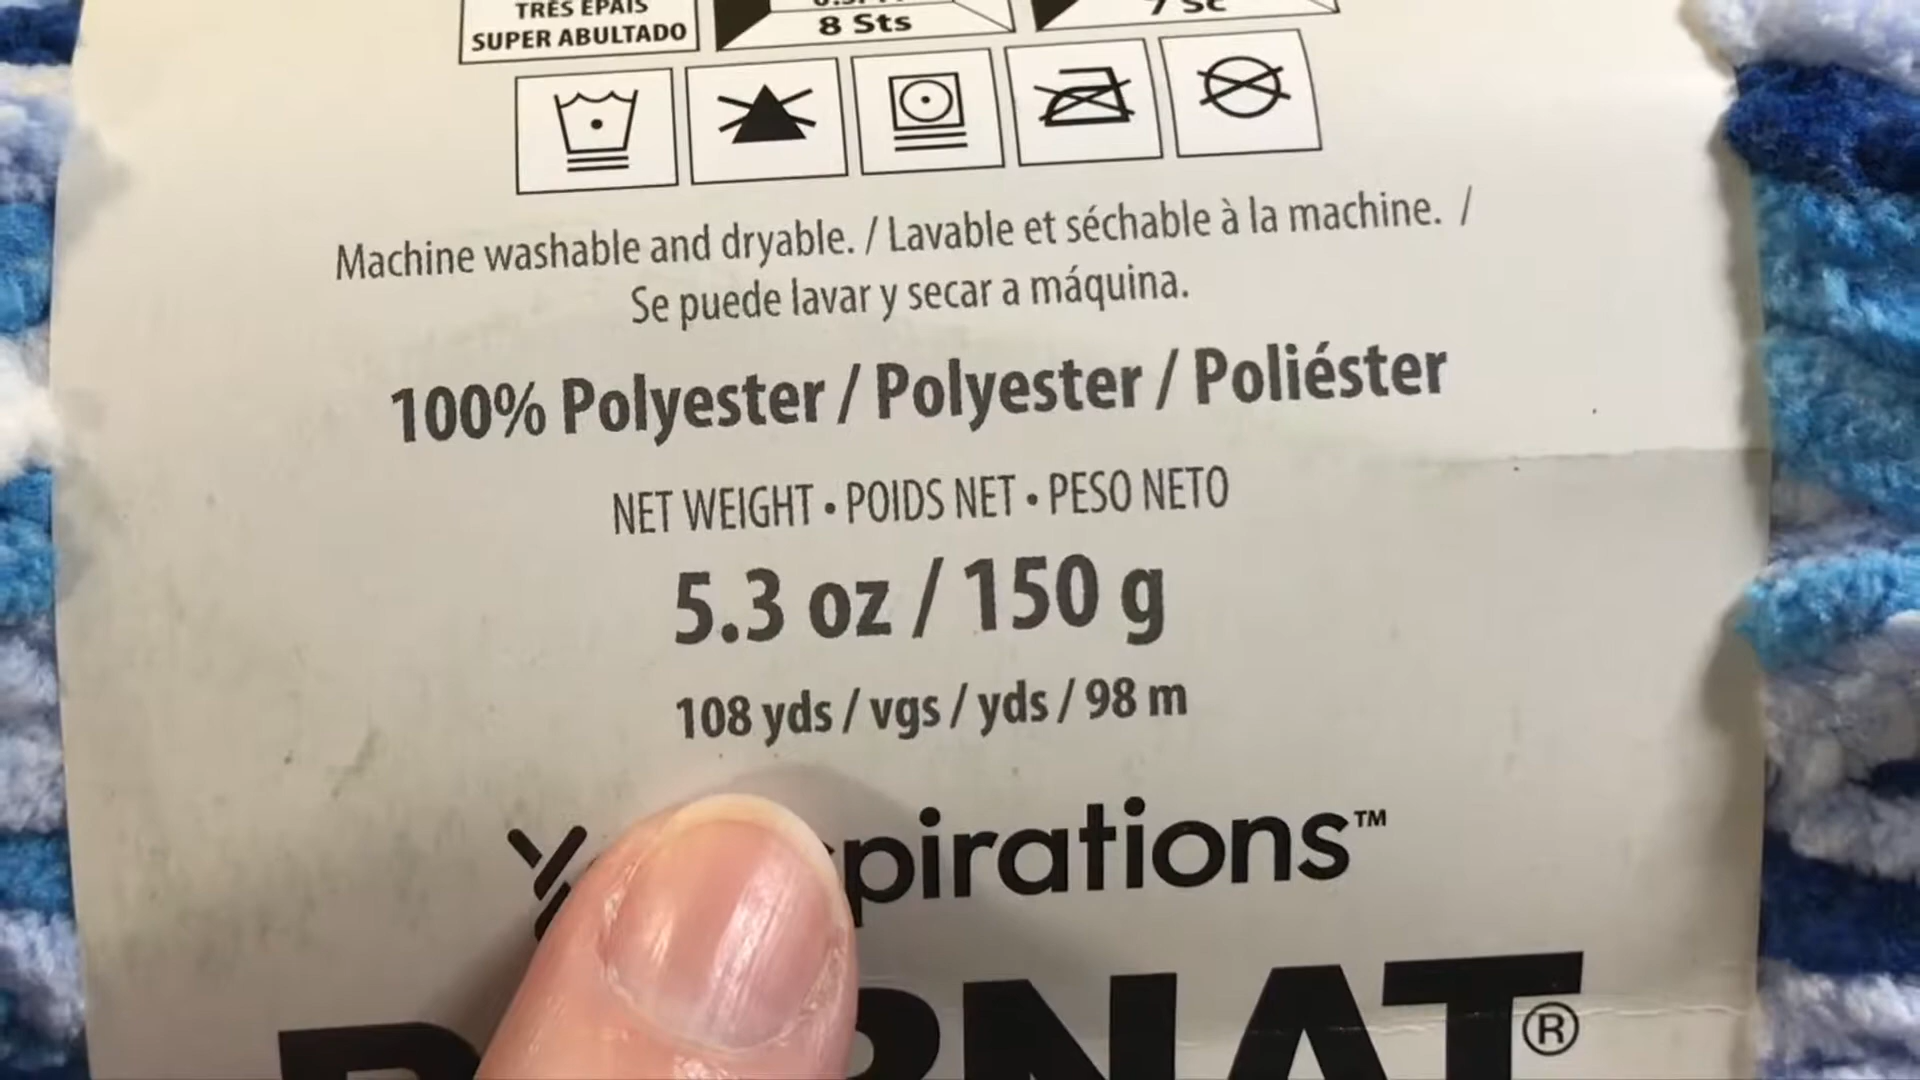 TRÈS ÉPAIS
SUPER ABULTADO
8 Sts
7 Sc
Machine washable and dryable. / Lavable et séchable à la machine. /
Se puede lavar y secar a máquina.
100% Polyester / Polyester / Poliéster
NET WEIGHT • POIDS NET • PESO NETO
5.3 oz / 150 g
108 yds / vgs / yds / 98 m
pirations™
RNAT®